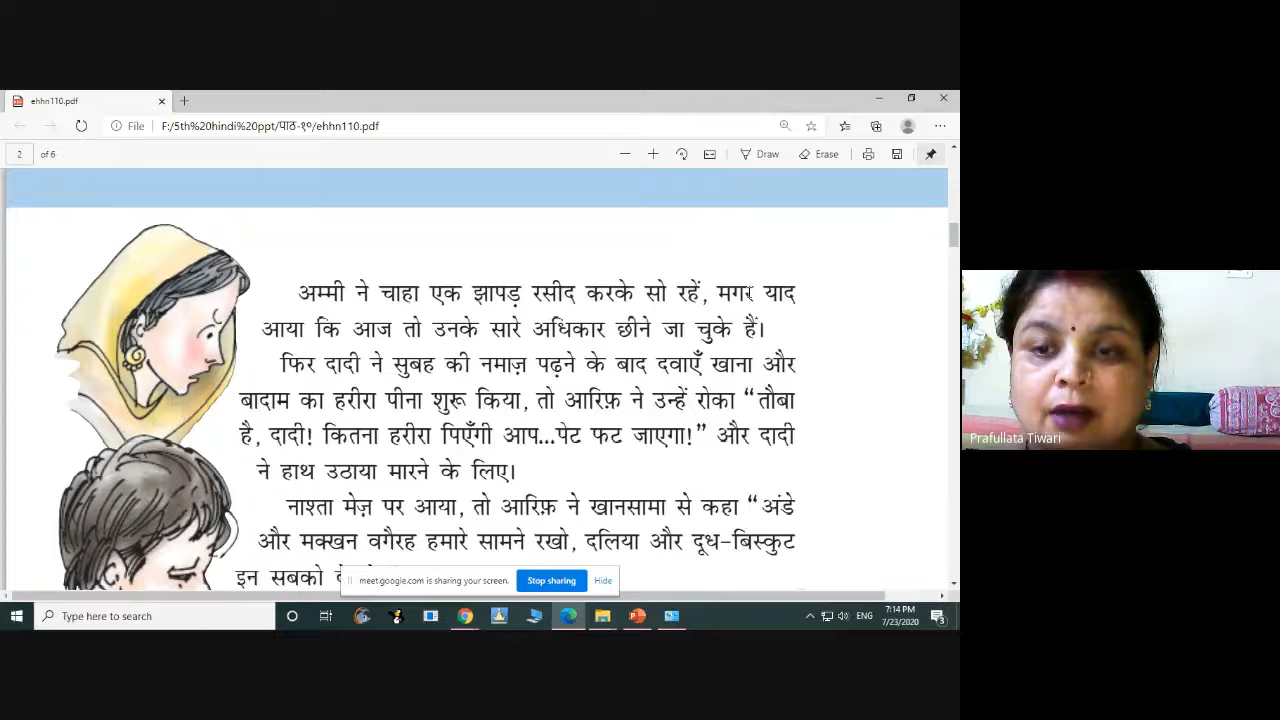 ehhn110.pdf
File
F:/5th%20hindi%20ppt/पाठ-१०/ehhn110.pdf
2
of 6
Draw
Erase
अम्मी ने चाहा एक झापड़ रसीद करके सो रहें, मगर याद
आया कि आज तो उनके सारे अधिकार छीने जा चुके हैं।
फिर दादी ने सुबह की नमाज़ पढ़ने के बाद दवाएँ खाना और
बादाम का हरीरा पीना शुरू किया, तो आरिफ़ ने उन्हें रोका “तौबा
है, दादी! कितना हरीरा पिएँगी आप...पेट फट जाएगा!” और दादी
ने हाथ उठाया मारने के लिए।
नाश्ता मेज़ पर आया, तो आरिफ़ ने खानसामा से कहा “अंडे
और मक्खन वगैरह हमारे सामने रखो, दलिया और दूध-बिस्कुट
इन सबको
meet.google.com is sharing your screen.
Stop sharing
Hide
Type here to search
ENG
7:14 PM
7/23/2020
3
Prafullata Tiwari